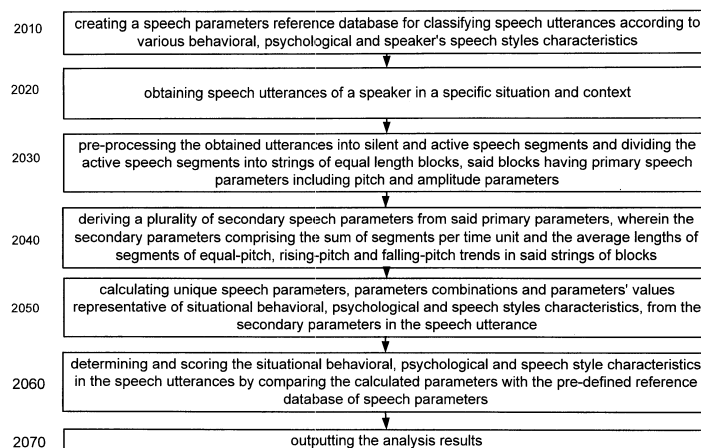 2010
creating a speech parameters reference database for classifying speech utterances according to
various behavioral, psychological and speaker's speech styles characteristics
2020
obtaining speech utterances of a speaker in a specific situation and context
2030
pre-processing the obtained utterances into silent and active speech segments and dividing the
active speech segments into strings of equal length blocks, said blocks having primary speech
parameters including pitch and amplitude parameters
2040
deriving a plurality of secondary speech parameters from said primary parameters, wherein the
secondary parameters comprising the sum of segments per time unit and the average lengths of
segments of equal-pitch, rising-pitch and falling-pitch trends in said strings of blocks
2050
calculating unique speech parameters, parameters combinations and parameters' values
representative of situational behavioral, psychological and speech styles characteristics, from the
secondary parameters in the speech utterance
2060
determining and scoring the situational behavioral, psychological and speech style characteristics
in the speech utterances by comparing the calculated parameters with the pre-defined reference
database of speech parameters
2070
outputting the analysis results